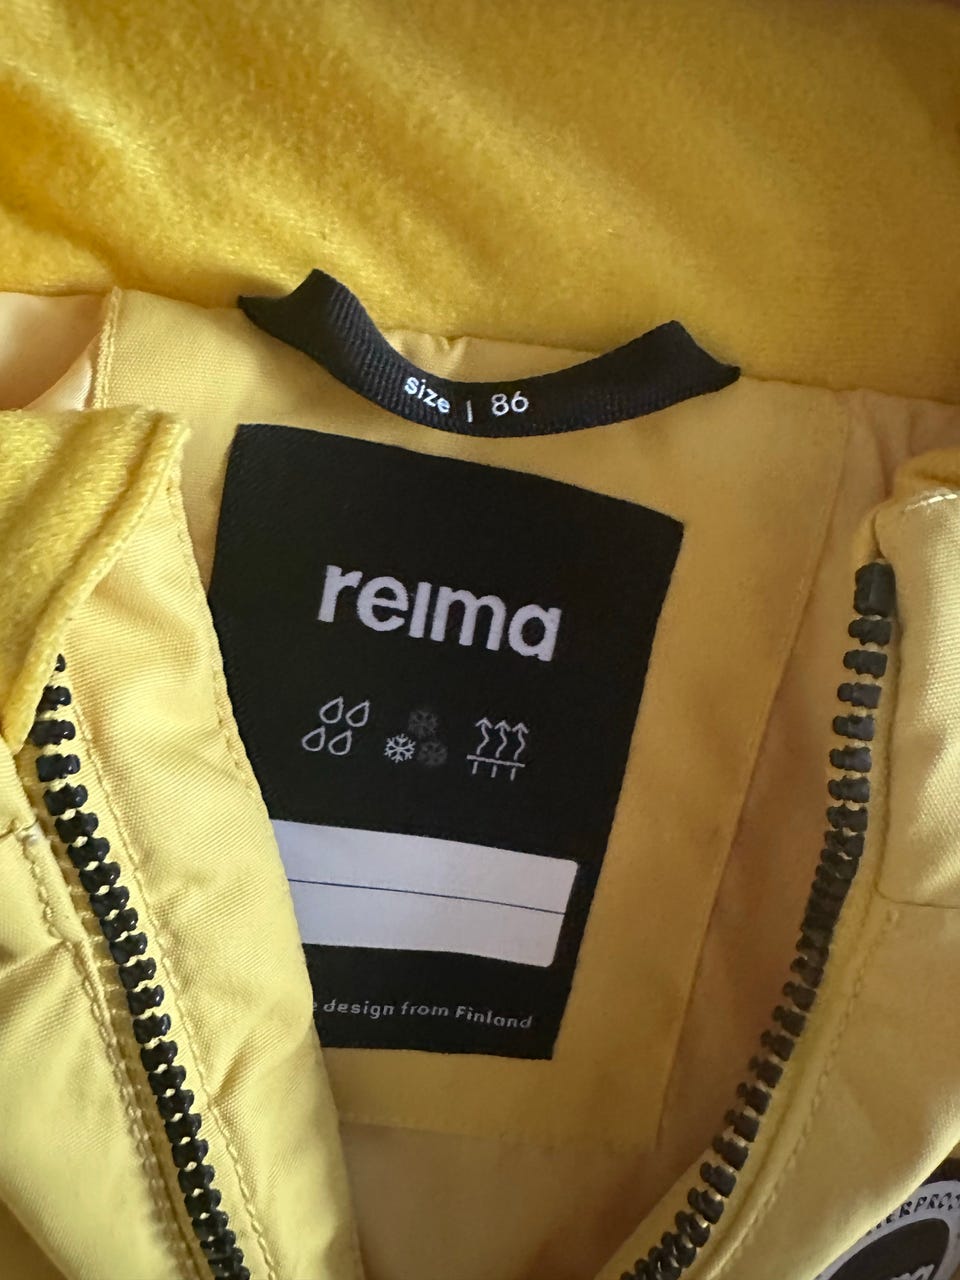 size | 86
reima
design from Finland